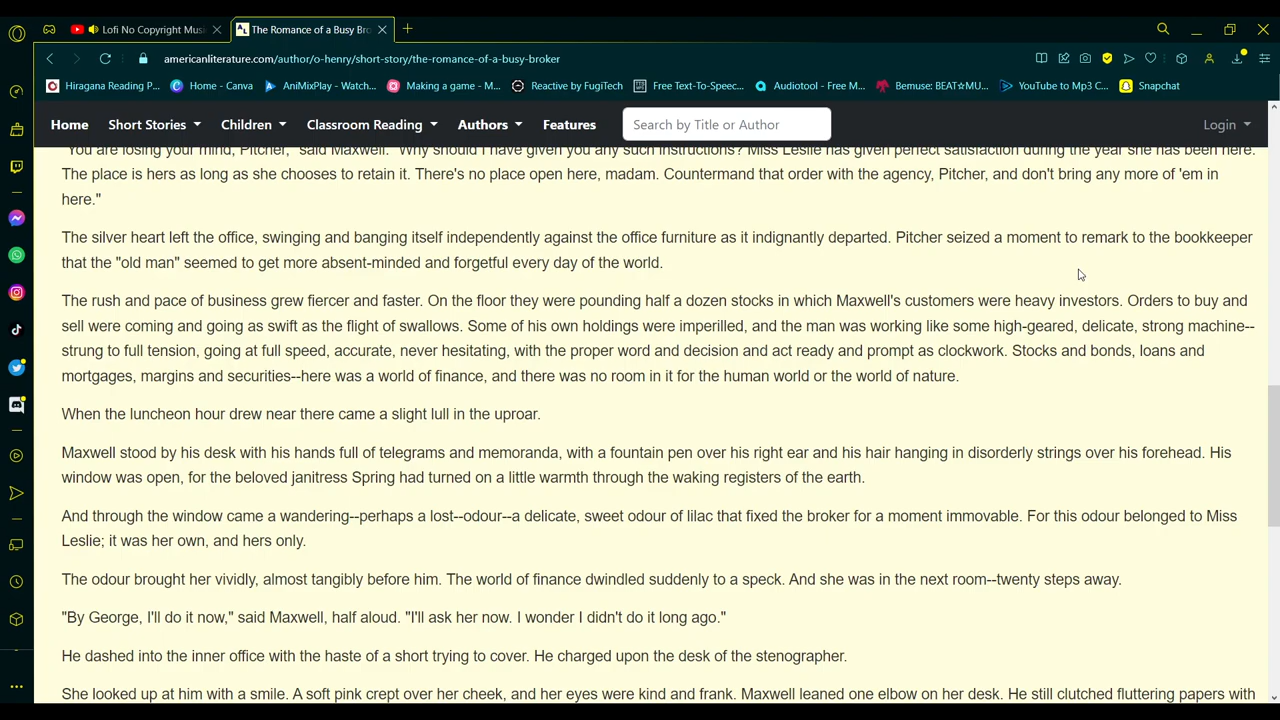 Lofi No Copyright Musi
The Romance of a Busy Bro
americanliterature.com/author/o-henry/short-story/the-romance-of-a-busy-broker
Hiragana Reading P...
Home - Canva
AniMixPlay - Watch...
Making a game - M...
Reactive by FugiTech
Free Text-To-Speec...
Audiotool - Free M...
Bemuse: BEAT☆MU...
YouTube to Mp3 C...
Snapchat
Home
Short Stories
Children
Classroom Reading
Authors
Features
Search by Title or Author
Login
"You are losing your mind, Pitcher," said Maxwell. "Why should I have given you any such instructions? Miss Leslie has given perfect satisfaction during the year she has been here.
The place is hers as long as she chooses to retain it. There's no place open here, madam. Countermand that order with the agency, Pitcher, and don't bring any more of 'em in
here."
The silver heart left the office, swinging and banging itself independently against the office furniture as it indignantly departed. Pitcher seized a moment to remark to the bookkeeper
that the "old man" seemed to get more absent-minded and forgetful every day of the world.
The rush and pace of business grew fiercer and faster. On the floor they were pounding half a dozen stocks in which Maxwell's customers were heavy investors. Orders to buy and
sell were coming and going as swift as the flight of swallows. Some of his own holdings were imperilled, and the man was working like some high-geared, delicate, strong machine--
strung to full tension, going at full speed, accurate, never hesitating, with the proper word and decision and act ready and prompt as clockwork. Stocks and bonds, loans and
mortgages, margins and securities--here was a world of finance, and there was no room in it for the human world or the world of nature.
When the luncheon hour drew near there came a slight lull in the uproar.
Maxwell stood by his desk with his hands full of telegrams and memoranda, with a fountain pen over his right ear and his hair hanging in disorderly strings over his forehead. His
window was open, for the beloved janitress Spring had turned on a little warmth through the waking registers of the earth.
And through the window came a wandering--perhaps a lost--odour--a delicate, sweet odour of lilac that fixed the broker for a moment immovable. For this odour belonged to Miss
Leslie; it was her own, and hers only.
The odour brought her vividly, almost tangibly before him. The world of finance dwindled suddenly to a speck. And she was in the next room--twenty steps away.
"By George, I'll do it now," said Maxwell, half aloud. "I'll ask her now. I wonder I didn't do it long ago."
He dashed into the inner office with the haste of a short trying to cover. He charged upon the desk of the stenographer.
She looked up at him with a smile. A soft pink crept over her cheek, and her eyes were kind and frank. Maxwell leaned one elbow on her desk. He still clutched fluttering papers with